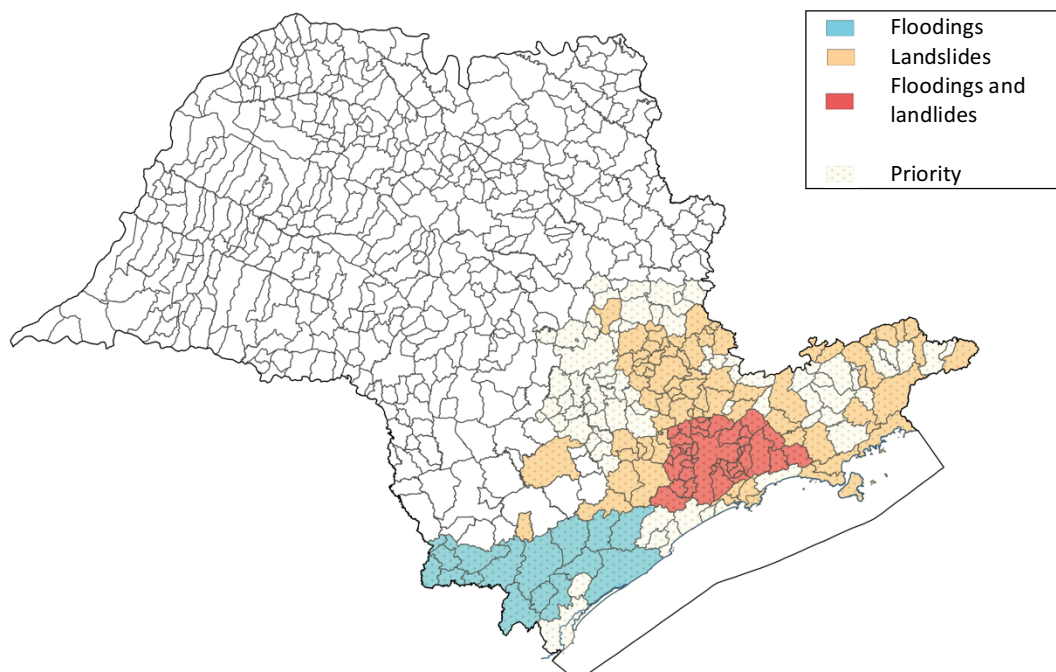 Floodings
Landslides
Floodings and
landlides
Priority